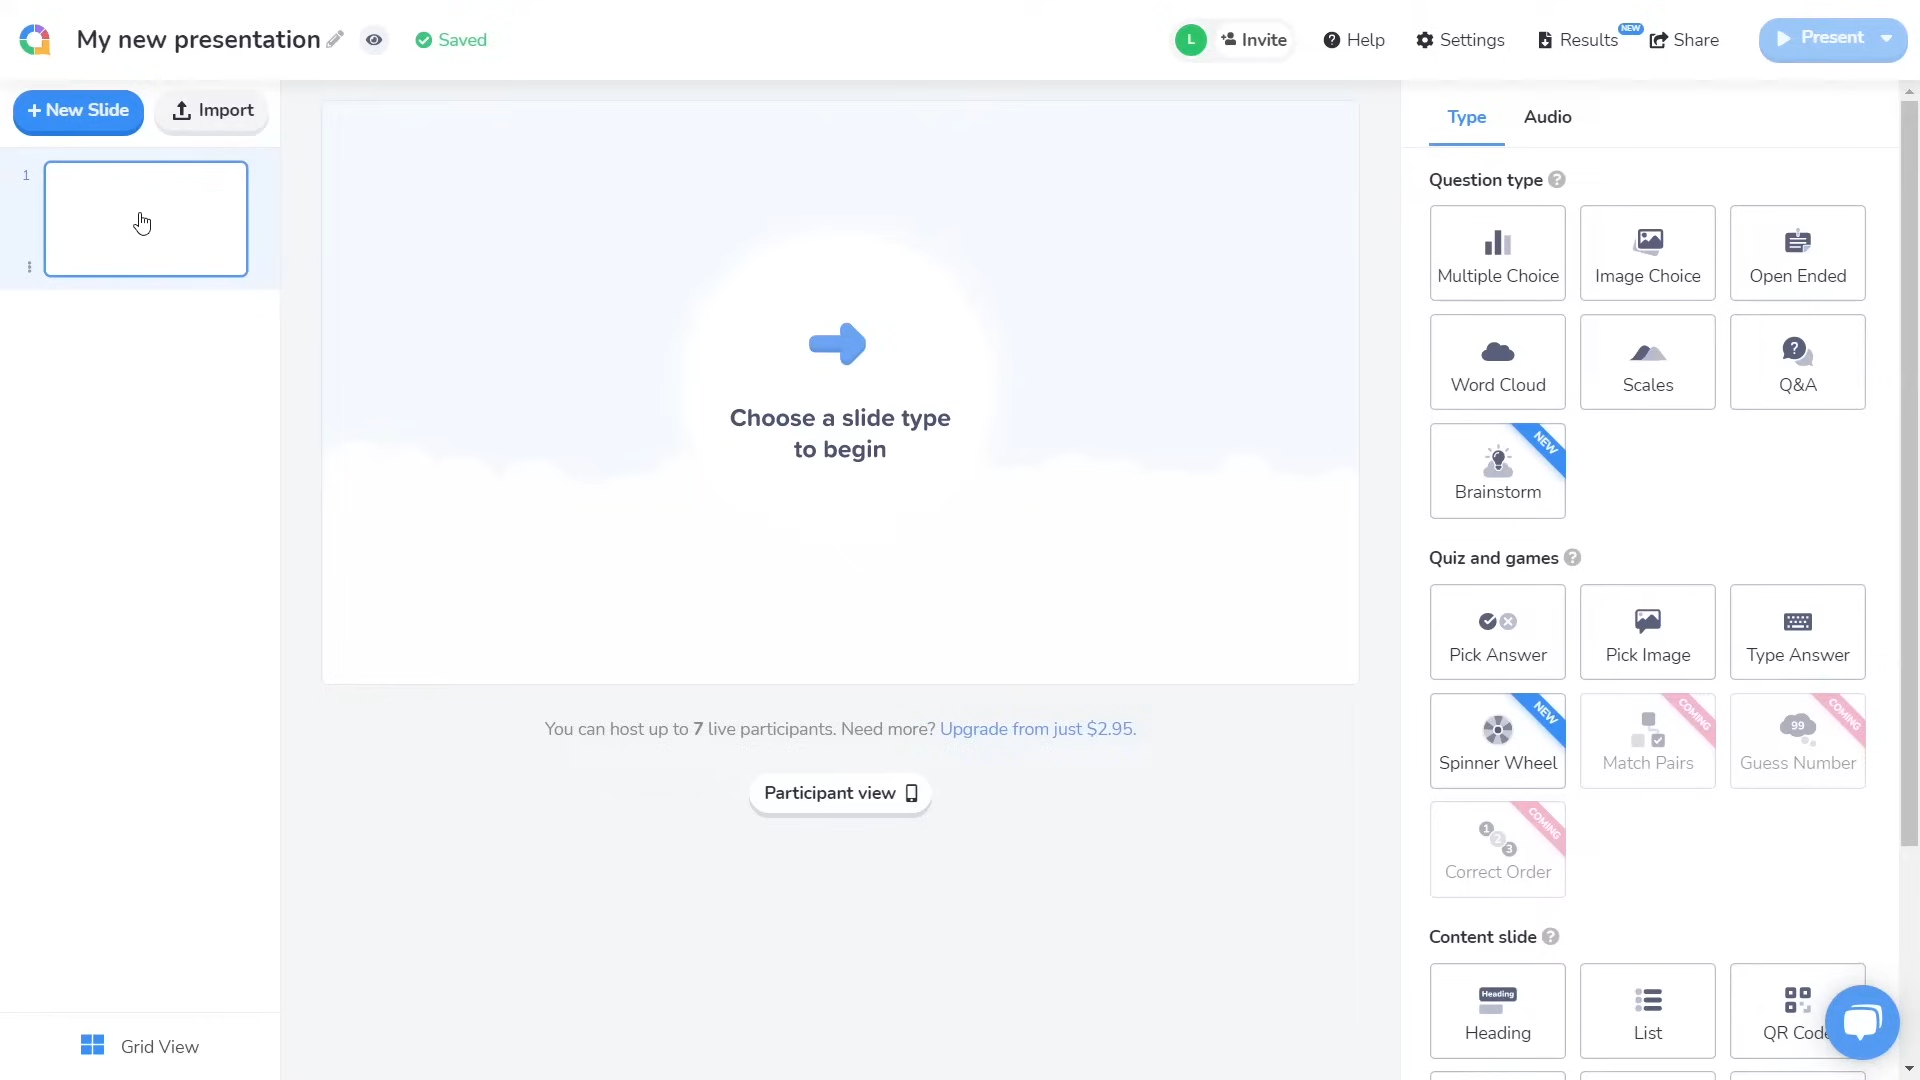 My new presentation
Saved
L
Invite
Help
Settings
Results
NEW
Share
Present
+ New Slide
Import
1
Choose a slide type
to begin
You can host up to 7 live participants. Need more? Upgrade from just $2.95.
Participant view
Grid View
Type
Audio
Question type ?
Multiple Choice
Image Choice
Open Ended
Word Cloud
Scales
?
Q&A
NEW
Brainstorm
Quiz and games ?
Pick Answer
Pick Image
Type Answer
NEW
Spinner Wheel
COMING
Match Pairs
COMING
99
Guess Number
COMING
1
2
3
Correct Order
Content slide ?
Heading
Heading
List
QR Code